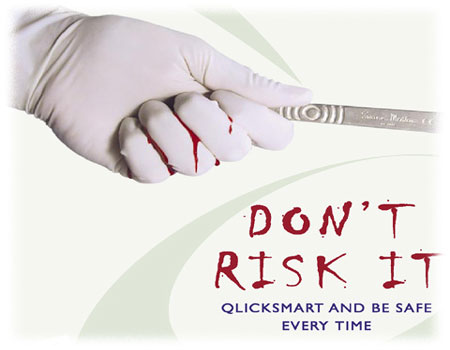 DON'T
RISK IT
QLICKSMART AND BE SAFE
EVERY TIME